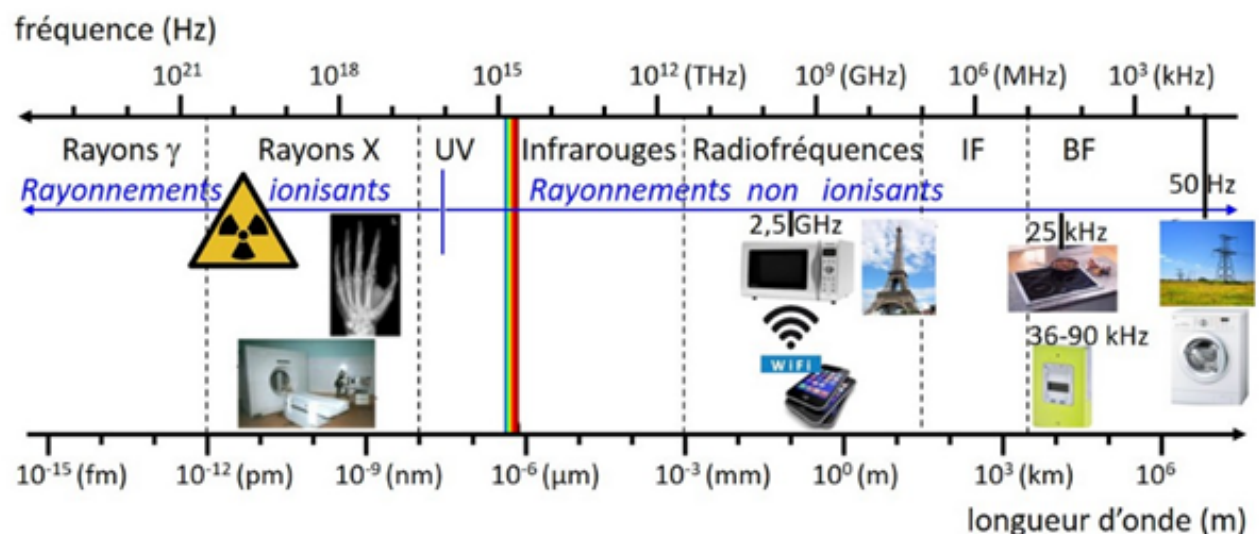 fréquence (Hz)
10²¹ 10¹⁸ 10¹⁵ 10¹² (THz) 10⁹ (GHz) 10⁶ (MHz) 10³ (kHz)
Rayons γ Rayons X UV Infrarouges Radiofréquences IF BF
Rayonnements ionisants Rayonnements non ionisants 50 Hz
2,5 GHz 25 kHz
36-90 kHz
WiFi
10⁻¹⁵ (fm) 10⁻¹² (pm) 10⁻⁹ (nm) 10⁻⁶ (µm) 10⁻³ (mm) 10⁰ (m) 10³ (km) 10⁶
longueur d'onde (m)